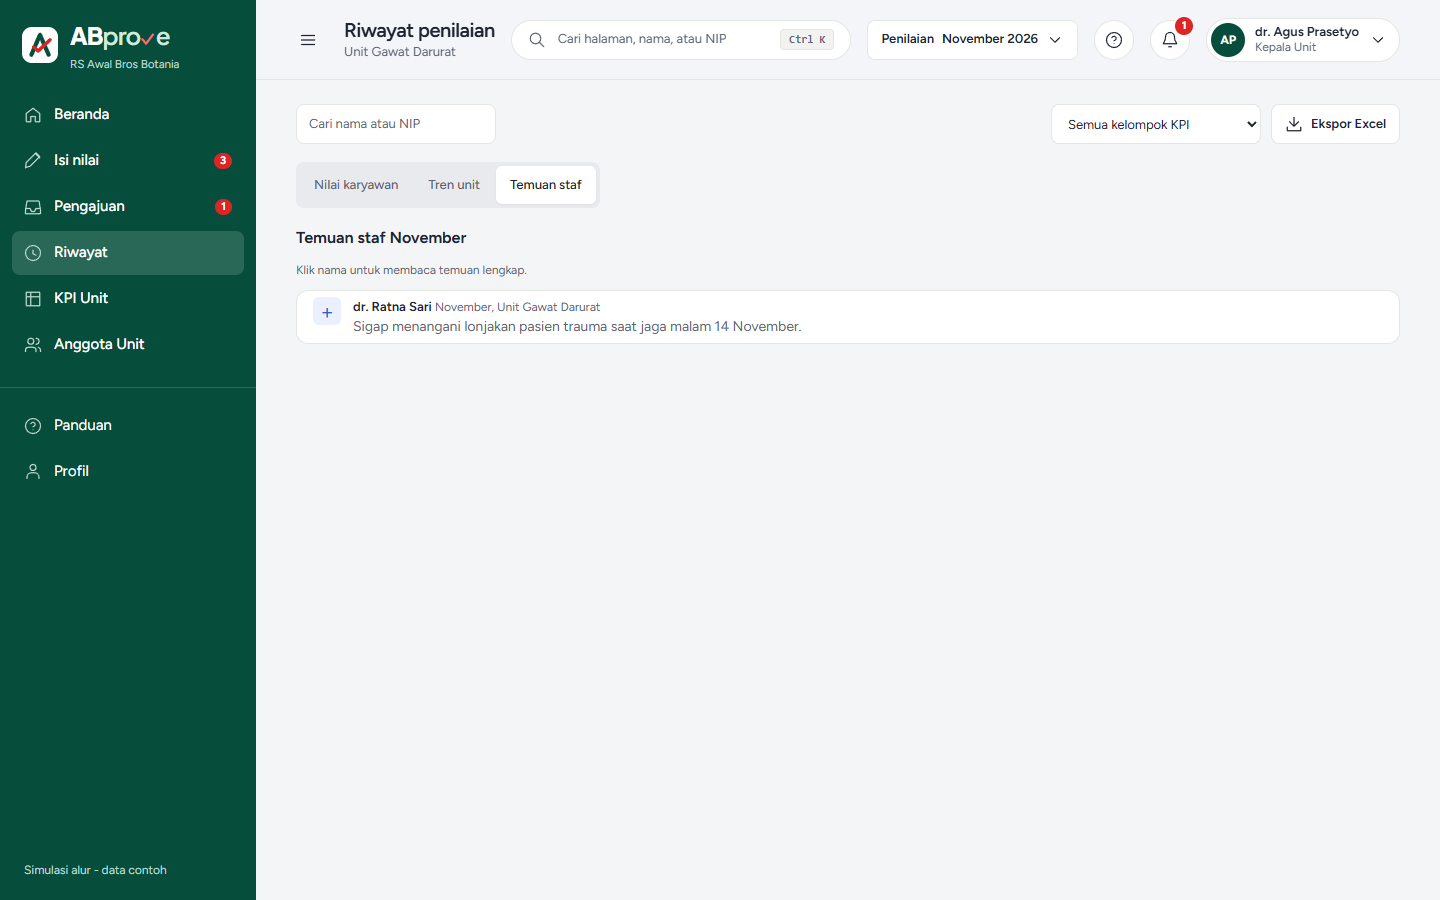 ABprove
RS Awal Bros Botania
Beranda
Isi nilai 3
Pengajuan 1
Riwayat
KPI Unit
Anggota Unit
Panduan
Profil
Simulasi alur - data contoh
Riwayat penilaian
Unit Gawat Darurat
Cari halaman, nama, atau NIP Ctrl K
Penilaian November 2026
1
AP
dr. Agus Prasetyo
Kepala Unit
Cari nama atau NIP
Semua kelompok KPI
Ekspor Excel
Nilai karyawan Tren unit Temuan staf
Temuan staf November
Klik nama untuk membaca temuan lengkap.
+
dr. Ratna Sari November, Unit Gawat Darurat
Sigap menangani lonjakan pasien trauma saat jaga malam 14 November.